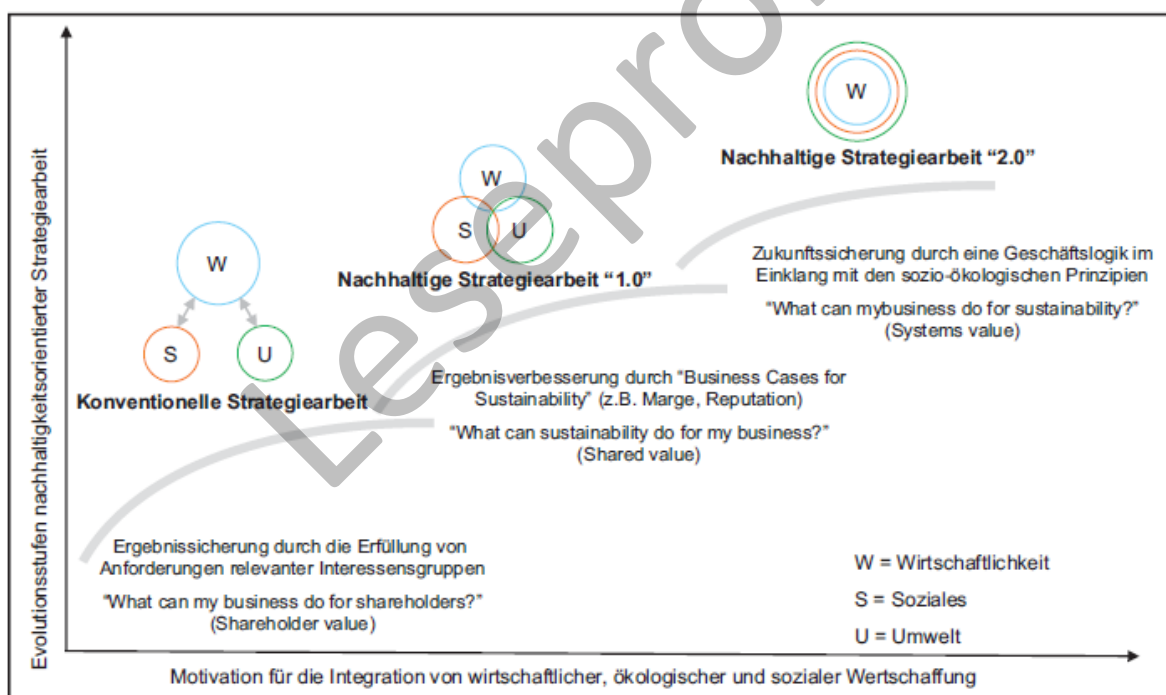 Evolutionsstufen nachhaltigkeitsorientierter Strategiearbeit
W
S
U
Konventionelle Strategiearbeit
Ergebnissicherung durch die Erfüllung von
Anforderungen relevanter Interessensgruppen
“What can my business do for shareholders?”
(Shareholder value)
W
S
U
Nachhaltige Strategiearbeit “1.0”
Ergebnisverbesserung durch “Business Cases for
Sustainability” (z.B. Marge, Reputation)
“What can sustainability do for my business?”
(Shared value)
W
Nachhaltige Strategiearbeit “2.0”
Zukunftssicherung durch eine Geschäftslogik im
Einklang mit den sozio-ökologischen Prinzipien
“What can mybusiness do for sustainability?”
(Systems value)
W = Wirtschaftlichkeit
S = Soziales
U = Umwelt
Motivation für die Integration von wirtschaftlicher, ökologischer und sozialer Wertschaffung